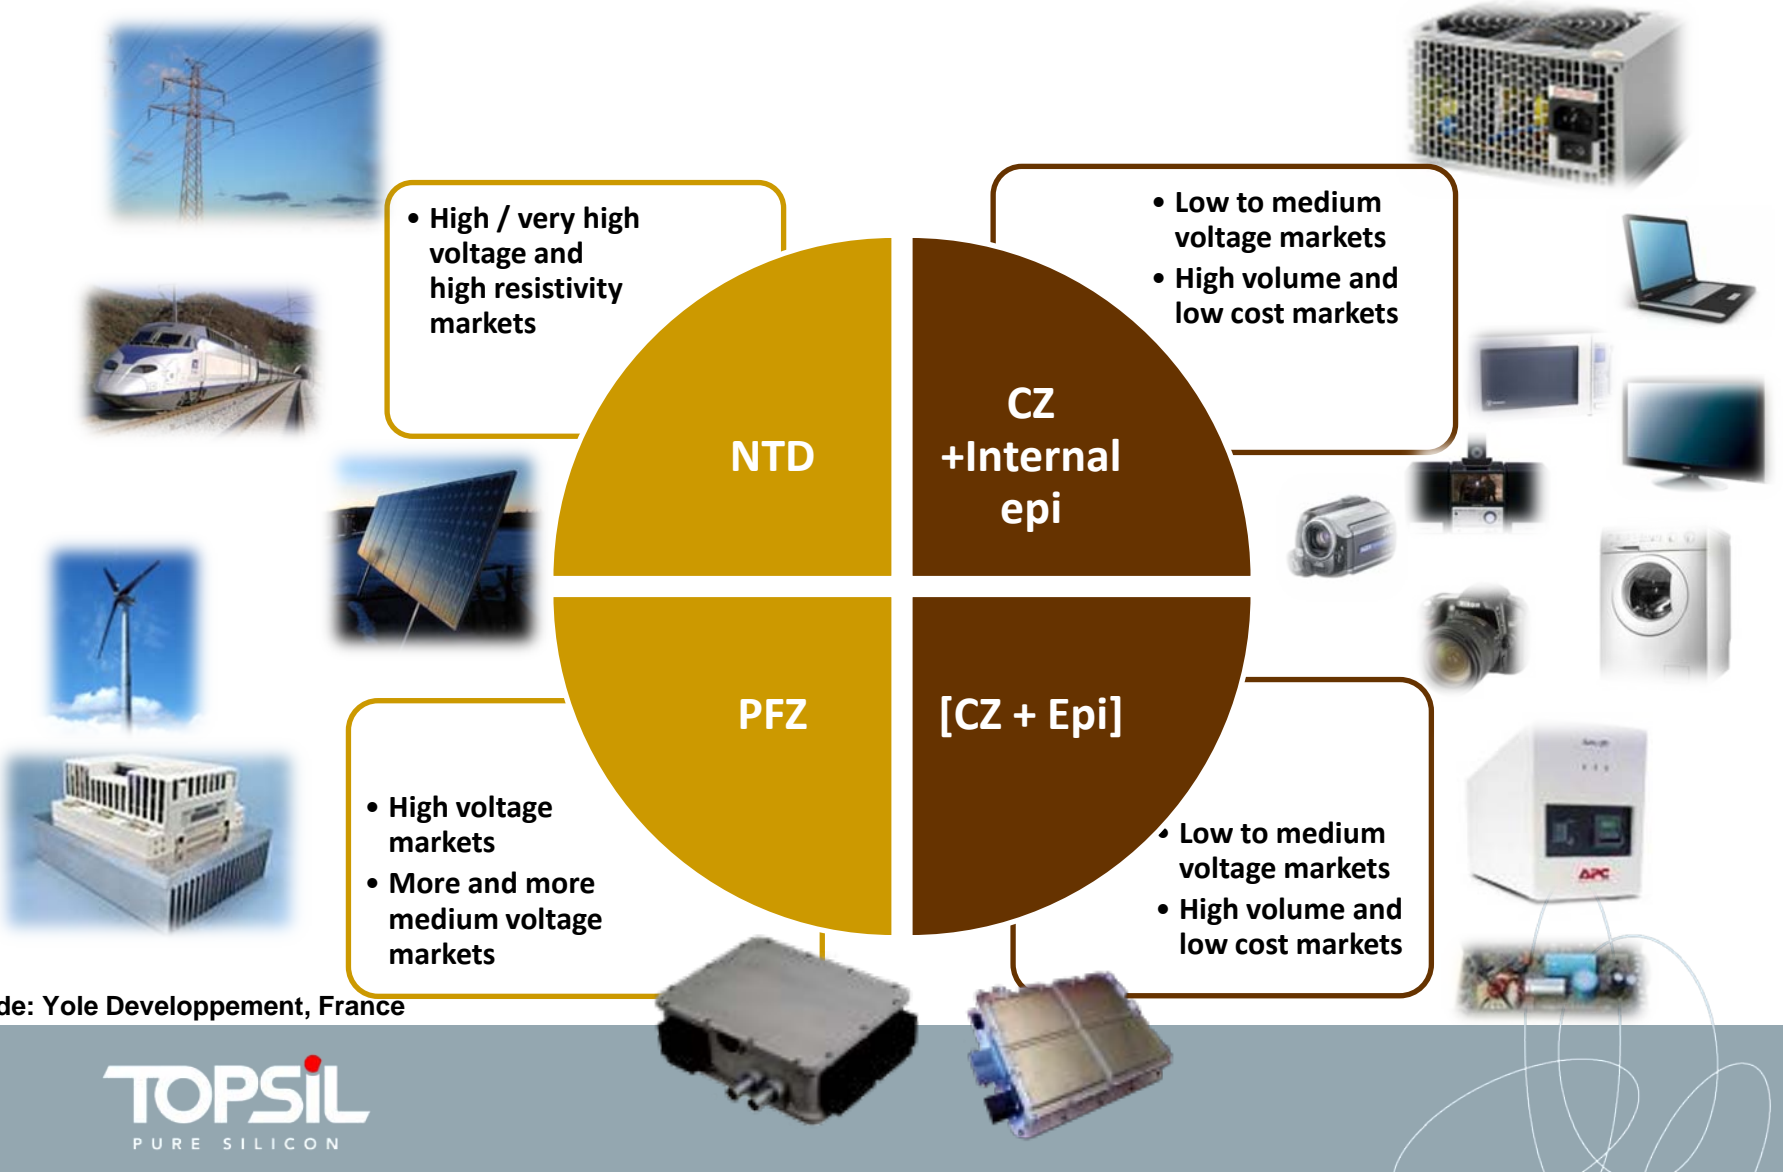 • High / very high
voltage and
high resistivity
markets
• Low to medium
voltage markets
• High volume and
low cost markets
NTD
CZ
+Internal
epi
PFZ
[CZ + Epi]
• High voltage
markets
• More and more
medium voltage
markets
• Low to medium
voltage markets
• High volume and
low cost markets
APC
de: Yole Developpement, France
TOPSiL
PURE SILICON